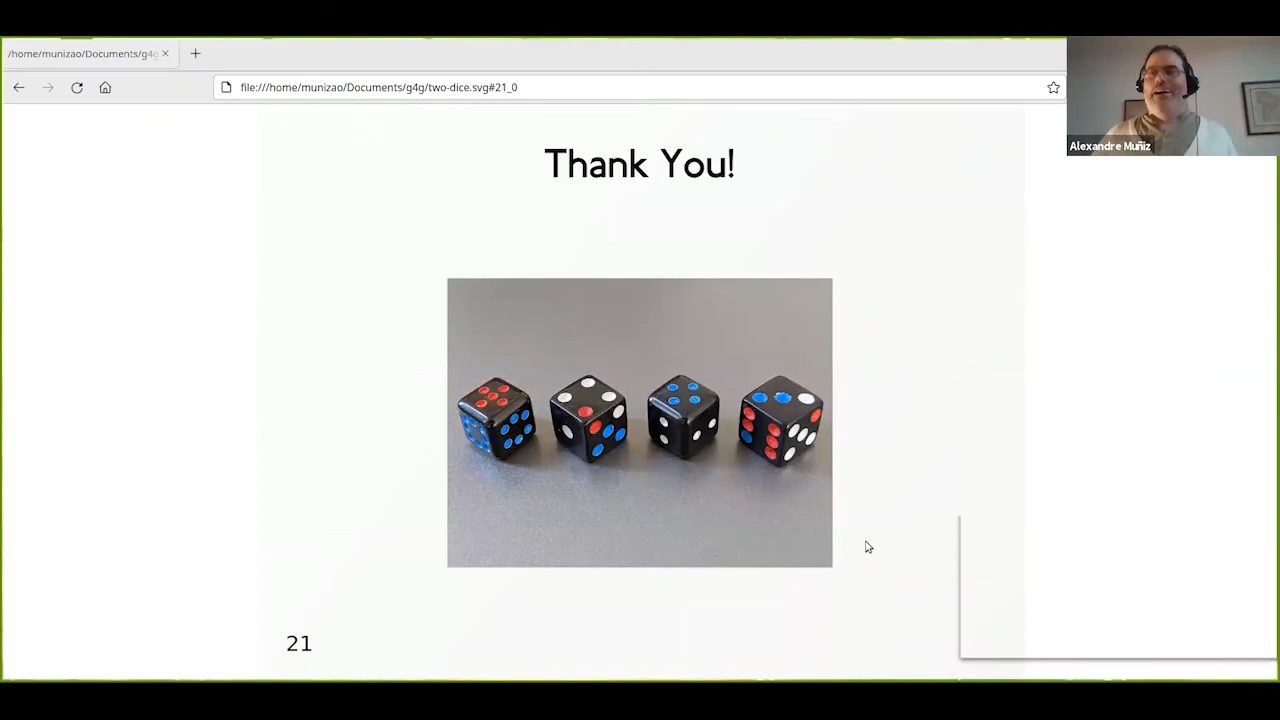 /home/munizao/Documents/g4g
file:///home/munizao/Documents/g4g/two-dice.svg#21_0
Alexandre Muñiz
Thank You!
21